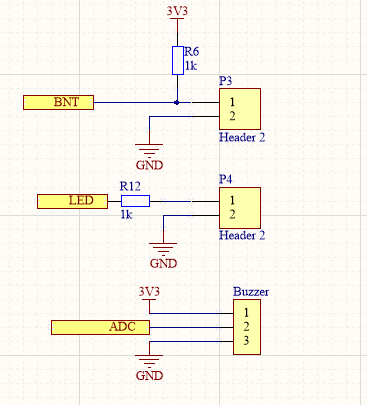 3V3
R6
1k
P3
BNT
1
2
Header 2
GND
P4
R12
LED
1
2
1k
Header 2
GND
3V3
Buzzer
1
ADC
2
3
GND